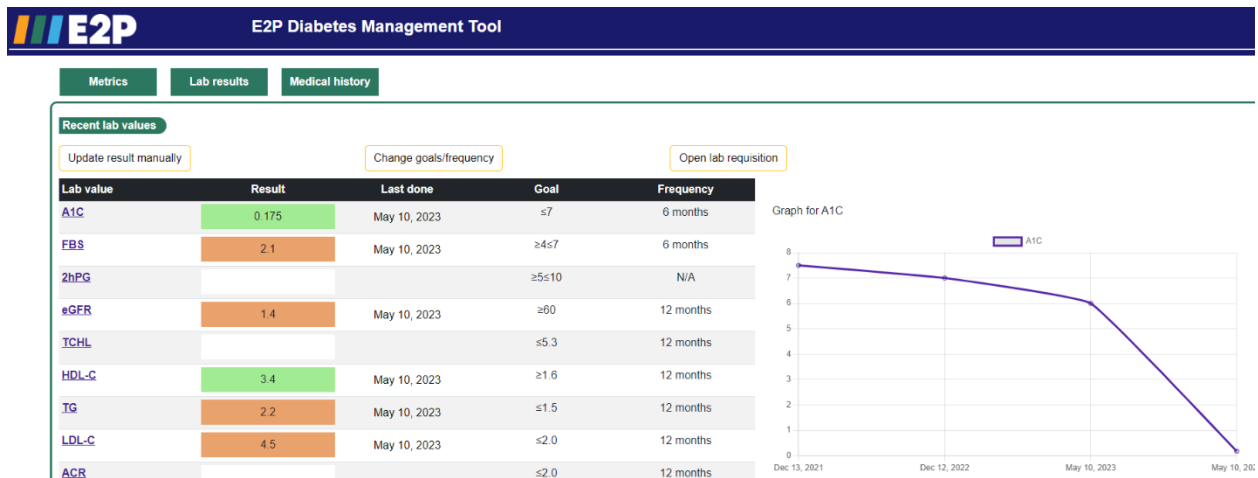 E2P
E2P Diabetes Management Tool
Metrics Lab results Medical history
Recent lab values
Update result manually Change goals/frequency Open lab requisition
Lab value Result Last done Goal Frequency
A1C 0.175 May 10, 2023 ≤7 6 months
FBS 2.1 May 10, 2023 ≥4≤7 6 months
2hPG ≥5≤10 N/A
eGFR 1.4 May 10, 2023 ≥60 12 months
TCHL ≤5.3 12 months
HDL-C 3.4 May 10, 2023 ≥1.6 12 months
TG 2.2 May 10, 2023 ≤1.5 12 months
LDL-C 4.5 May 10, 2023 ≤2.0 12 months
ACR ≤2.0 12 months
Graph for A1C
A1C
8
7
6
5
4
3
2
1
0
Dec 13, 2021 Dec 12, 2022 May 10, 2023 May 10, 202